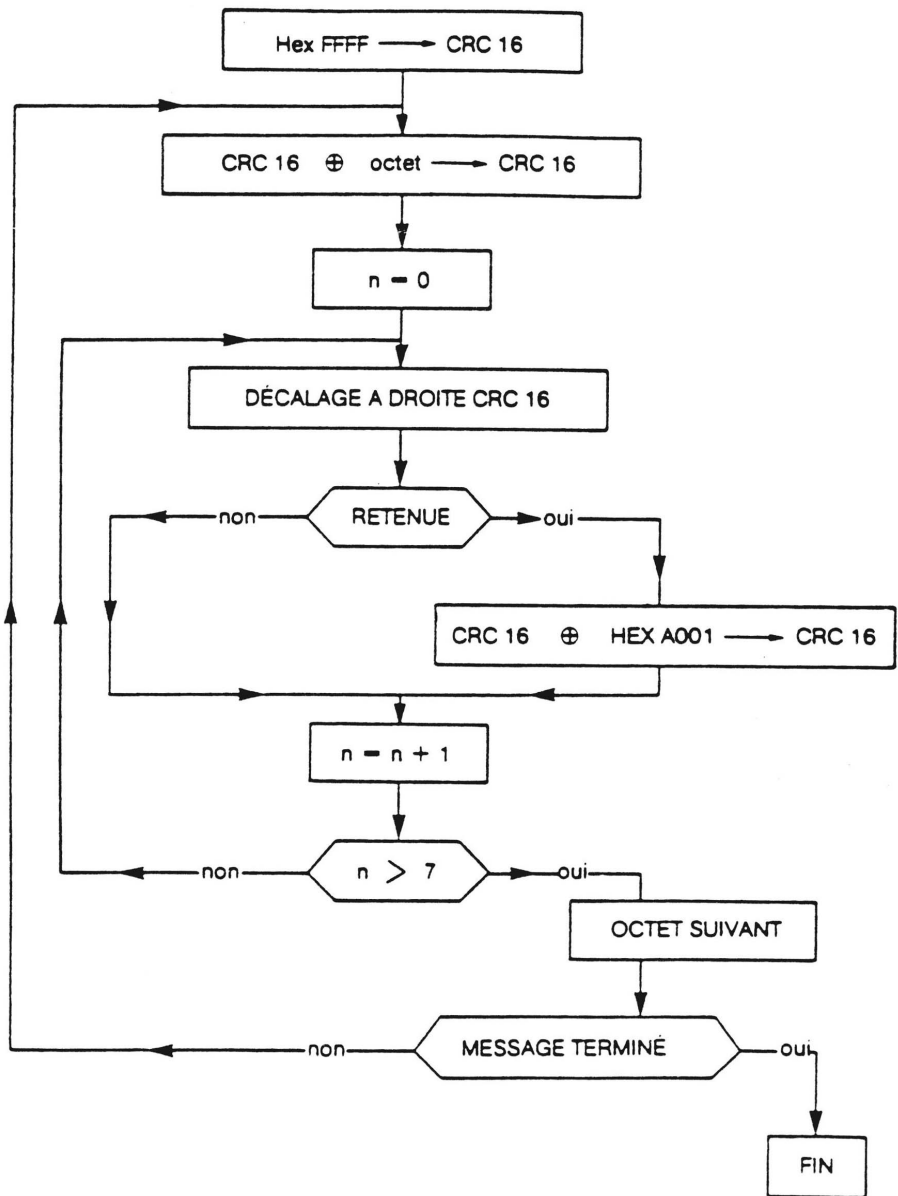 Hex FFFF → CRC 16
CRC 16 ⊕ octet → CRC 16
n = 0
DÉCALAGE A DROITE CRC 16
non
RETENUE
oui
CRC 16 ⊕ HEX A001 → CRC 16
n = n + 1
non
n > 7
oui
OCTET SUIVANT
non
MESSAGE TERMINÉ
oui
FIN